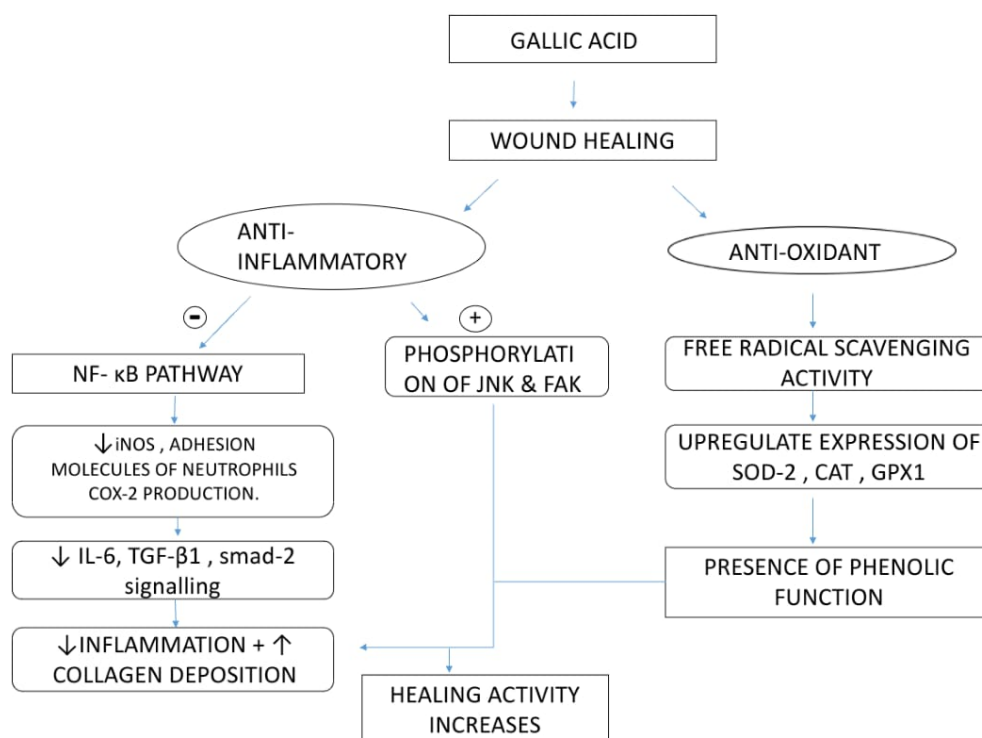 GALLIC ACID
WOUND HEALING
ANTI-
INFLAMMATORY
ANTI-OXIDANT
-
+
NF- κB PATHWAY
PHOSPHORYLATI
ON OF JNK & FAK
FREE RADICAL SCAVENGING
ACTIVITY
↓iNOS , ADHESION
MOLECULES OF NEUTROPHILS
COX-2 PRODUCTION.
UPREGULATE EXPRESSION OF
SOD-2 , CAT , GPX1
↓ IL-6, TGF-β1 , smad-2
signalling
PRESENCE OF PHENOLIC
FUNCTION
↓INFLAMMATION + ↑
COLLAGEN DEPOSITION
HEALING ACTIVITY
INCREASES